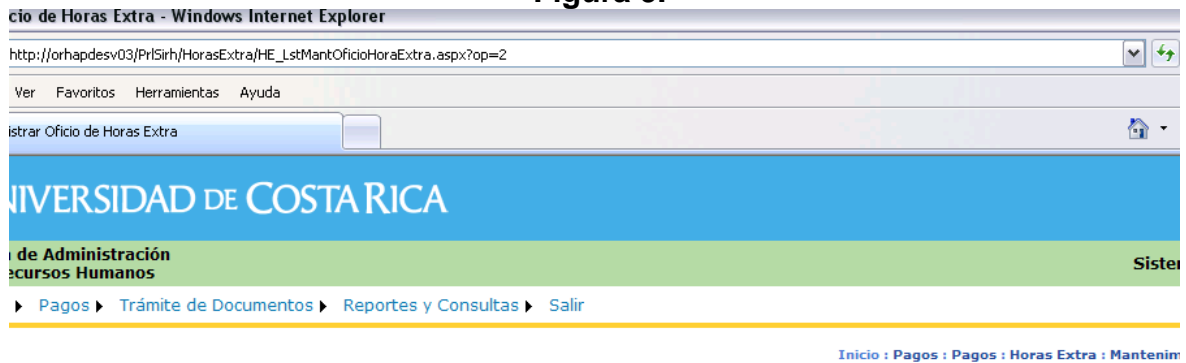 cio de Horas Extra - Windows Internet Explorer
http://orhapdesv03/PrlSirh/HorasExtra/HE_LstMantOficioHoraExtra.aspx?op=2
Ver Favoritos Herramientas Ayuda
istrar Oficio de Horas Extra
NIVERSIDAD DE COSTA RICA
de Administración
ecursos Humanos
Sister
Pagos Trámite de Documentos Reportes y Consultas Salir
Inicio : Pagos : Pagos : Horas Extra : Mantenim